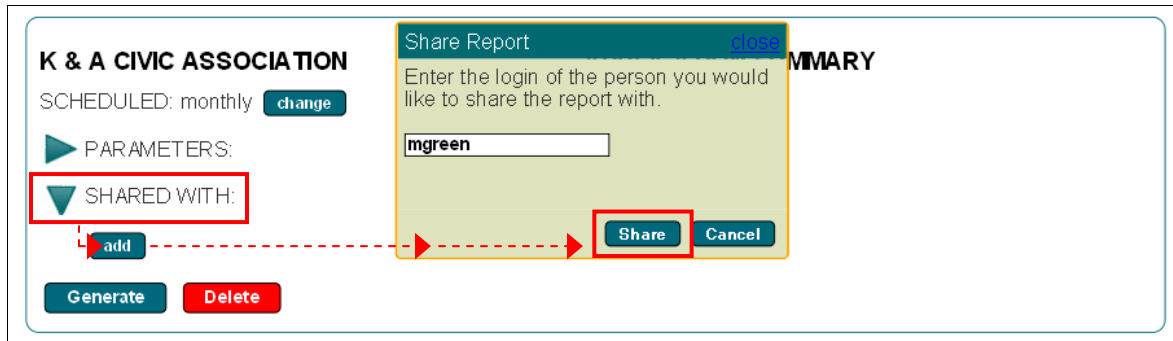 K & A CIVIC ASSOCIATION
SCHEDULED: monthly change
PARAMETERS:
SHARED WITH:
add
Generate Delete
Share Report close
Enter the login of the person you would
like to share the report with.
mgreen
Share Cancel